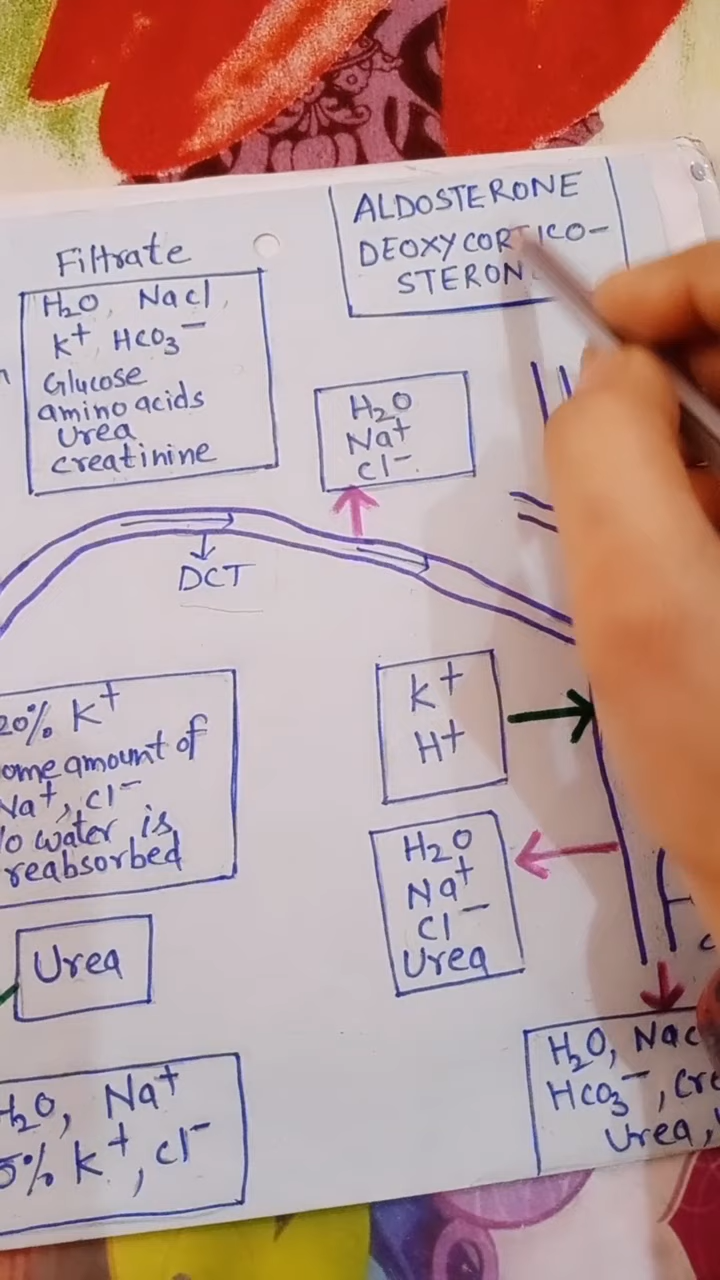 ALDOSTERONE
DEOXYCORTICO-
STERON
Filtrate
H₂O, Nacl,
K⁺ HCO₃⁻
Glucose
amino acids
Urea
creatinine
H₂O
Na⁺
Cl⁻
DCT
K⁺
H⁺
20% K⁺
ome amount of
Na⁺, Cl⁻
o water is
reabsorbed
H₂O
Na⁺
Cl⁻
Urea
Urea
H₂O, Na⁺
5% K⁺, Cl⁻
H₂O, Nac
HCO₃⁻, Cre
Urea,